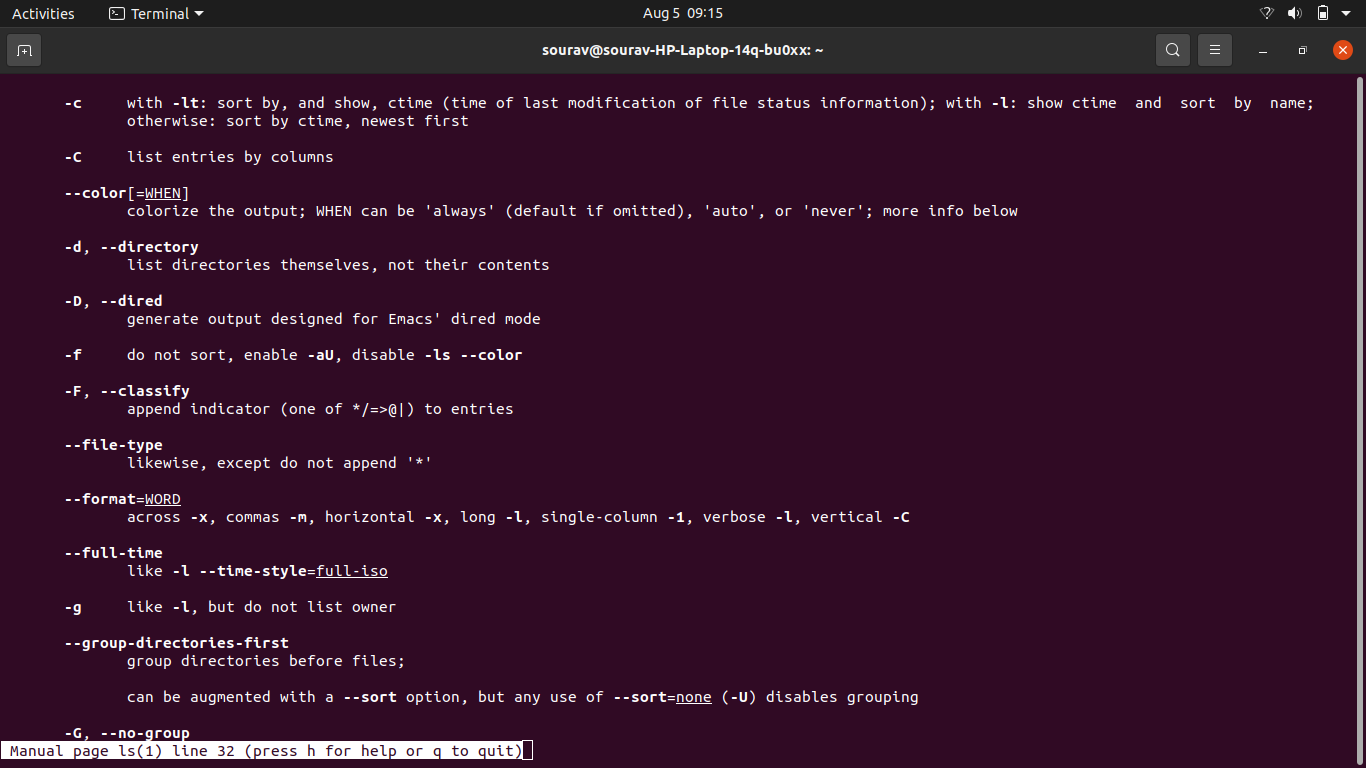 Activities Terminal Aug 5 09:15
sourav@sourav-HP-Laptop-14q-bu0xx: ~
-c with -lt: sort by, and show, ctime (time of last modification of file status information); with -l: show ctime and sort by name;
otherwise: sort by ctime, newest first
-C list entries by columns
--color[=WHEN]
colorize the output; WHEN can be 'always' (default if omitted), 'auto', or 'never'; more info below
-d, --directory
list directories themselves, not their contents
-D, --dired
generate output designed for Emacs' dired mode
-f do not sort, enable -aU, disable -ls --color
-F, --classify
append indicator (one of */=>@|) to entries
--file-type
likewise, except do not append '*'
--format=WORD
across -x, commas -m, horizontal -x, long -l, single-column -1, verbose -l, vertical -C
--full-time
like -l --time-style=full-iso
-g like -l, but do not list owner
--group-directories-first
group directories before files;
can be augmented with a --sort option, but any use of --sort=none (-U) disables grouping
-G, --no-group
Manual page ls(1) line 32 (press h for help or q to quit)